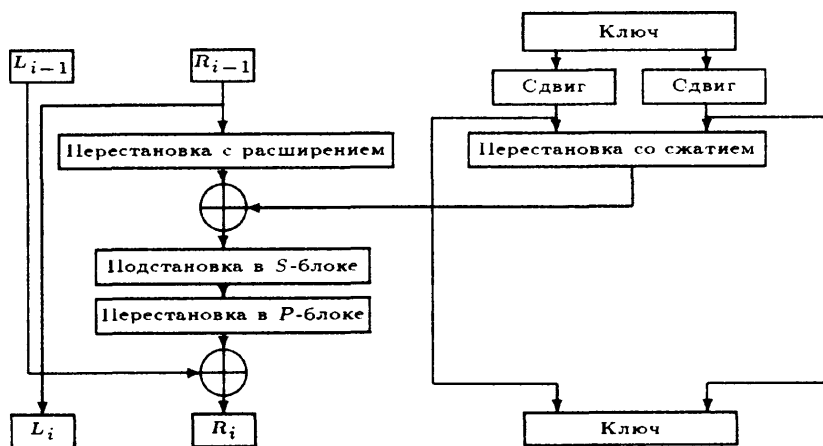 Ключ
L_{i-1}
R_{i-1}
Сдвиг
Сдвиг
Перестановка с расширением
Перестановка со сжатием
Подстановка в S-блоке
Перестановка в P-блоке
L_i
R_i
Ключ